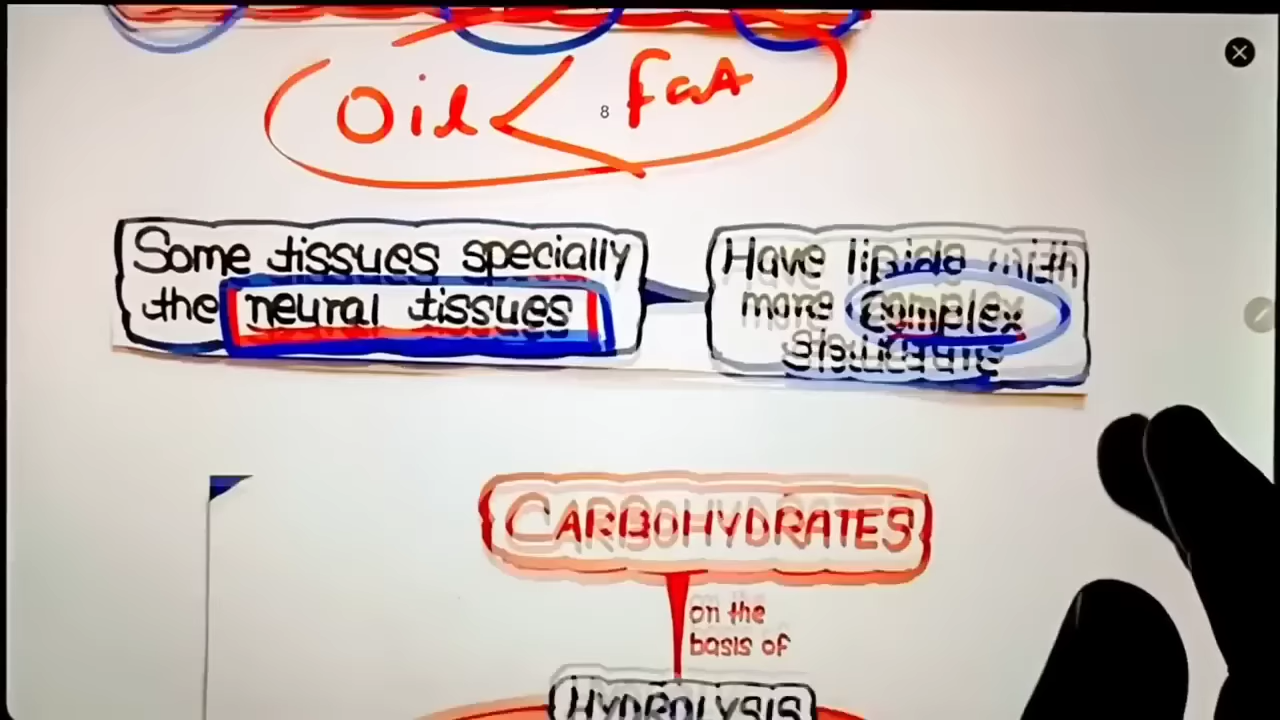 Oil < Fat
8
Some tissues specially
the neural tissues
Have lipids with
more complex
structure
CARBOHYDRATES
on the
basis of
HYDROLYSIS